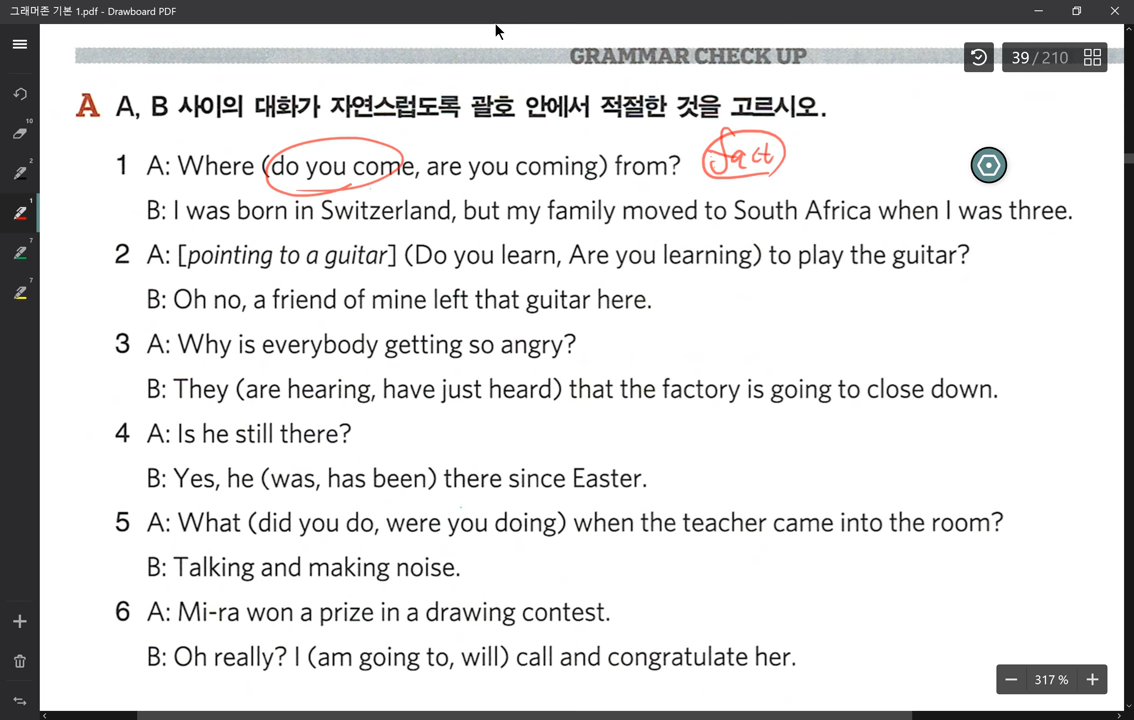 그래머존 기본 1.pdf - Drawboard PDF
GRAMMAR CHECK UP
39 / 210
A A, B 사이의 대화가 자연스럽도록 괄호 안에서 적절한 것을 고르시오.
fact
1 A: Where (do you come, are you coming) from?
B: I was born in Switzerland, but my family moved to South Africa when I was three.
2 A: [pointing to a guitar] (Do you learn, Are you learning) to play the guitar?
B: Oh no, a friend of mine left that guitar here.
3 A: Why is everybody getting so angry?
B: They (are hearing, have just heard) that the factory is going to close down.
4 A: Is he still there?
B: Yes, he (was, has been) there since Easter.
5 A: What (did you do, were you doing) when the teacher came into the room?
B: Talking and making noise.
6 A: Mi-ra won a prize in a drawing contest.
B: Oh really? I (am going to, will) call and congratulate her.
10
2
1
7
7
317 %